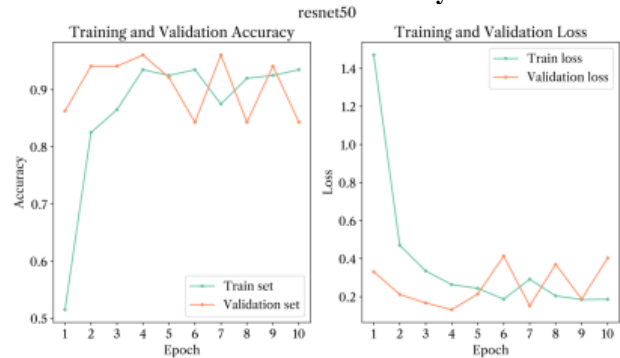 resnet50
Training and Validation Accuracy
Accuracy
0.9
0.8
0.7
0.6
0.5
Train set
Validation set
1 2 3 4 5 6 7 8 9 10
Epoch
Training and Validation Loss
Loss
1.4
1.2
1.0
0.8
0.6
0.4
0.2
Train loss
Validation loss
1 2 3 4 5 6 7 8 9 10
Epoch